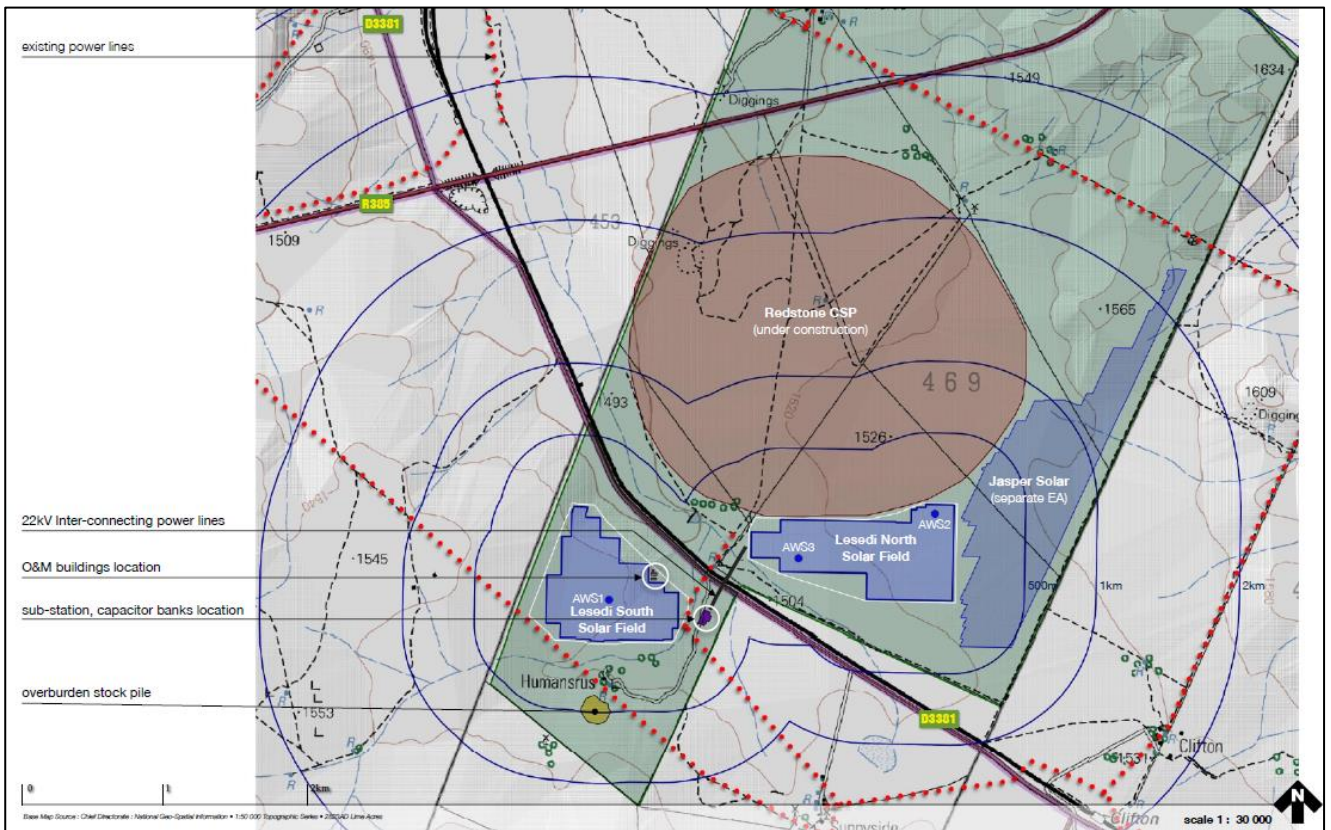 D3381
existing power lines
1549
1634
Diggings
R385
1509
453
Diggings
R
Redstone CSP
(under construction)
1565
469
1493
1520
1609
Diggings
1526
Jasper Solar
(separate EA)
22kV Inter-connecting power lines
AWS2
Lesedi North
Solar Field
AWS3
1545
O&M buildings location
AWS1
Lesedi South
Solar Field
500m
1km
2km
sub-station, capacitor banks location
1504
Humansrus
overburden stock pile
1553
D3381
Clifton
1531
0
1
2km
Base Map Source : Chief Directorate : National Geo-Spatial Information • 1:50 000 Topographic Series • 2823AD Lime Acres
Sunnyside
Clifton
scale 1 : 30 000
N